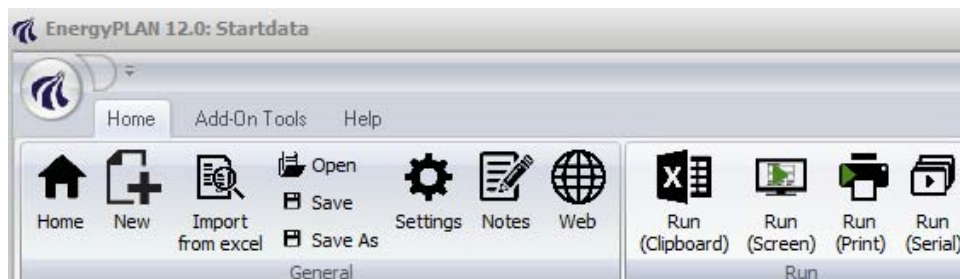 EnergyPLAN 12.0: Startdata
Home Add-On Tools Help
Home
New
Import
from excel
Open
Save
Save As
Settings
Notes
Web
General
Run
(Clipboard)
Run
(Screen)
Run
(Print)
Run
(Serial)
Run